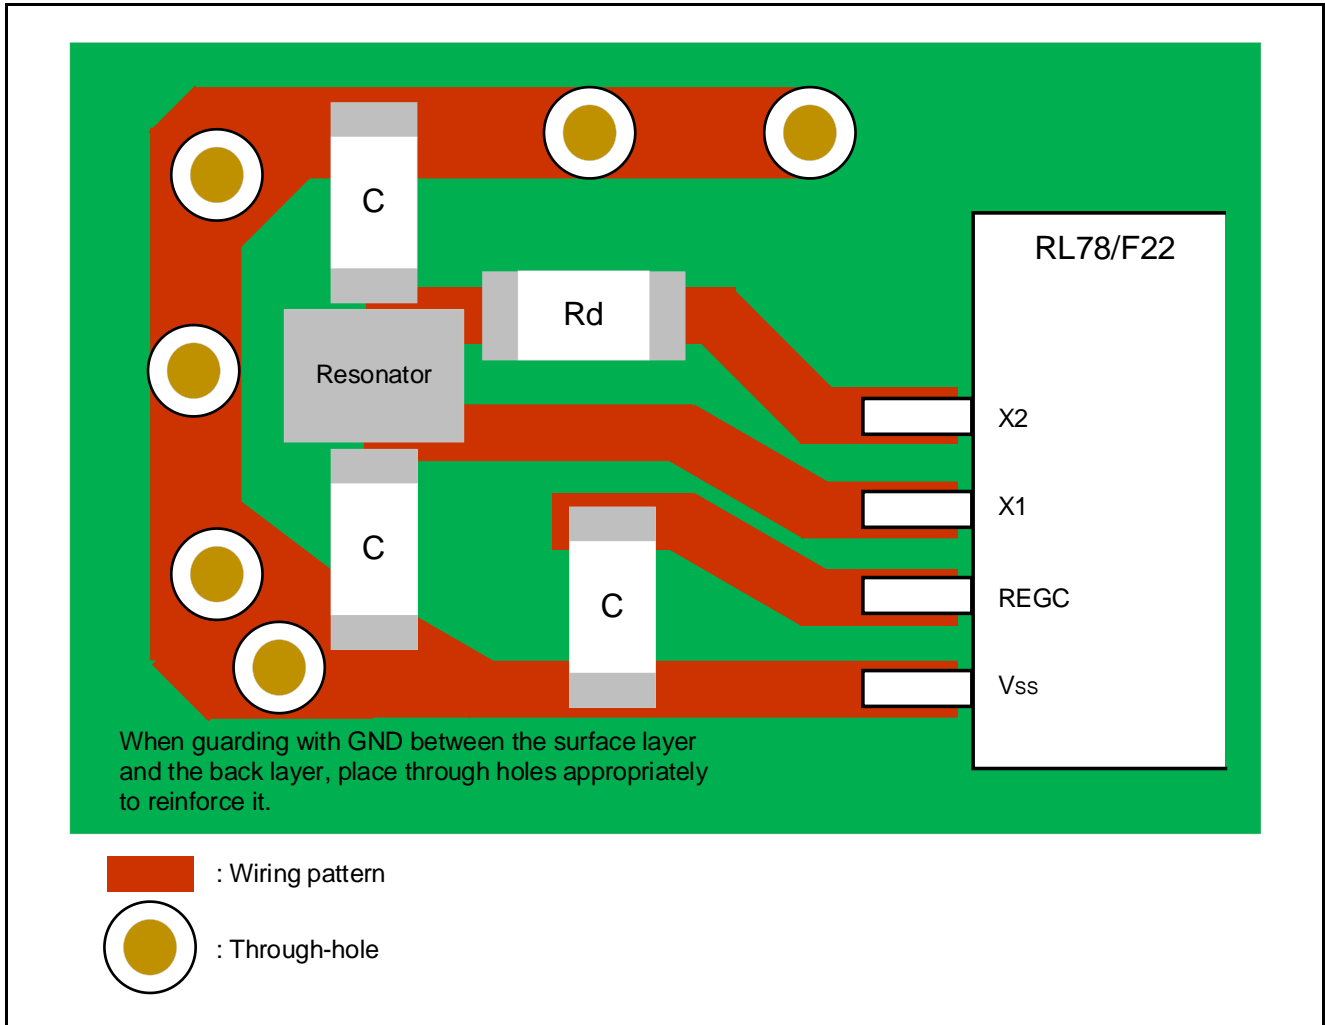 C
RL78/F22
Rd
Resonator
X2
X1
C
C
REGC
Vss
When guarding with GND between the surface layer
and the back layer, place through holes appropriately
to reinforce it.
: Wiring pattern
: Through-hole